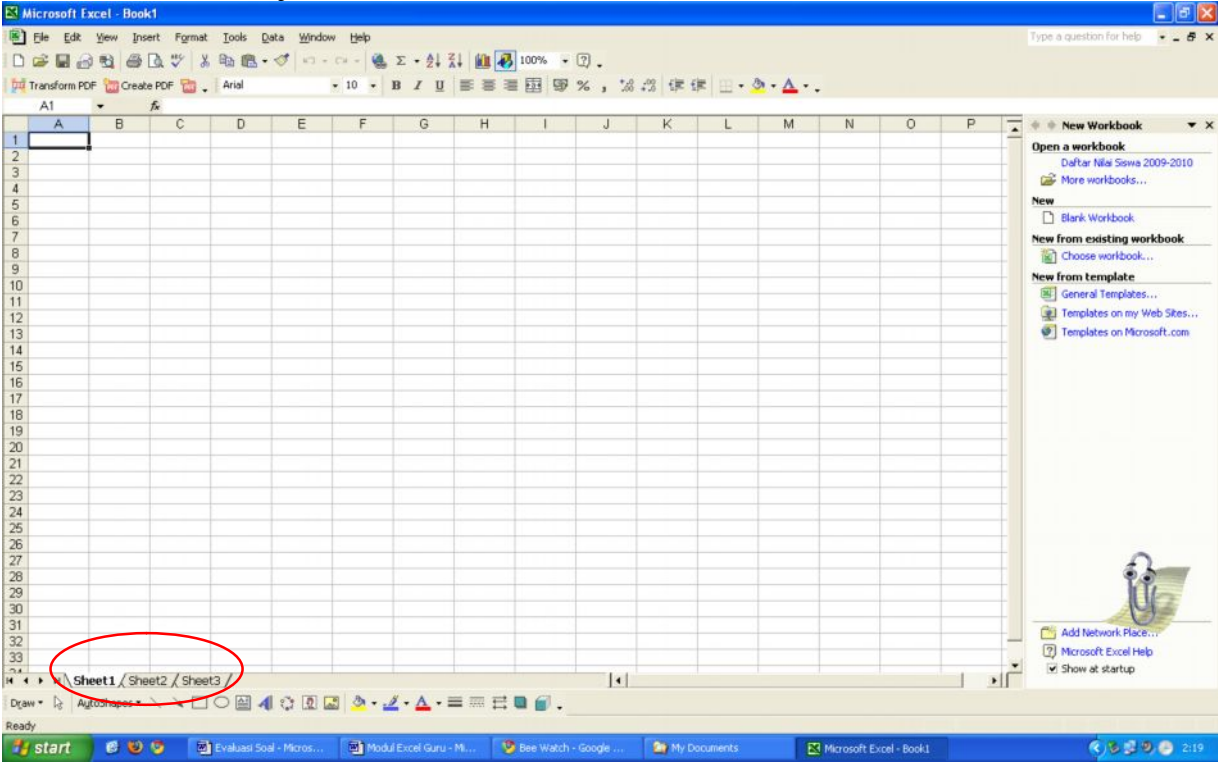 Microsoft Excel - Book1
File Edit View Insert Format Tools Data Window Help
Type a question for help
100%
Transform PDF Create PDF Arial 10 B I U % ,
A1 fx
A B C D E F G H I J K L M N O P
1
2
3
4
5
6
7
8
9
10
11
12
13
14
15
16
17
18
19
20
21
22
23
24
25
26
27
28
29
30
31
32
33
34
New Workbook
Open a workbook
Daftar Nilai Siswa 2009-2010
More workbooks...
New
Blank Workbook
New from existing workbook
Choose workbook...
New from template
General Templates...
Templates on my Web Sites...
Templates on Microsoft.com
Add Network Place...
Microsoft Excel Help
Show at startup
Sheet1 Sheet2 Sheet3
Draw AutoShapes
Ready
start Evaluasi Soal - Micros... Modul Excel Guru - Mi... Bee Watch - Google ... My Documents Microsoft Excel - Book1 2:19